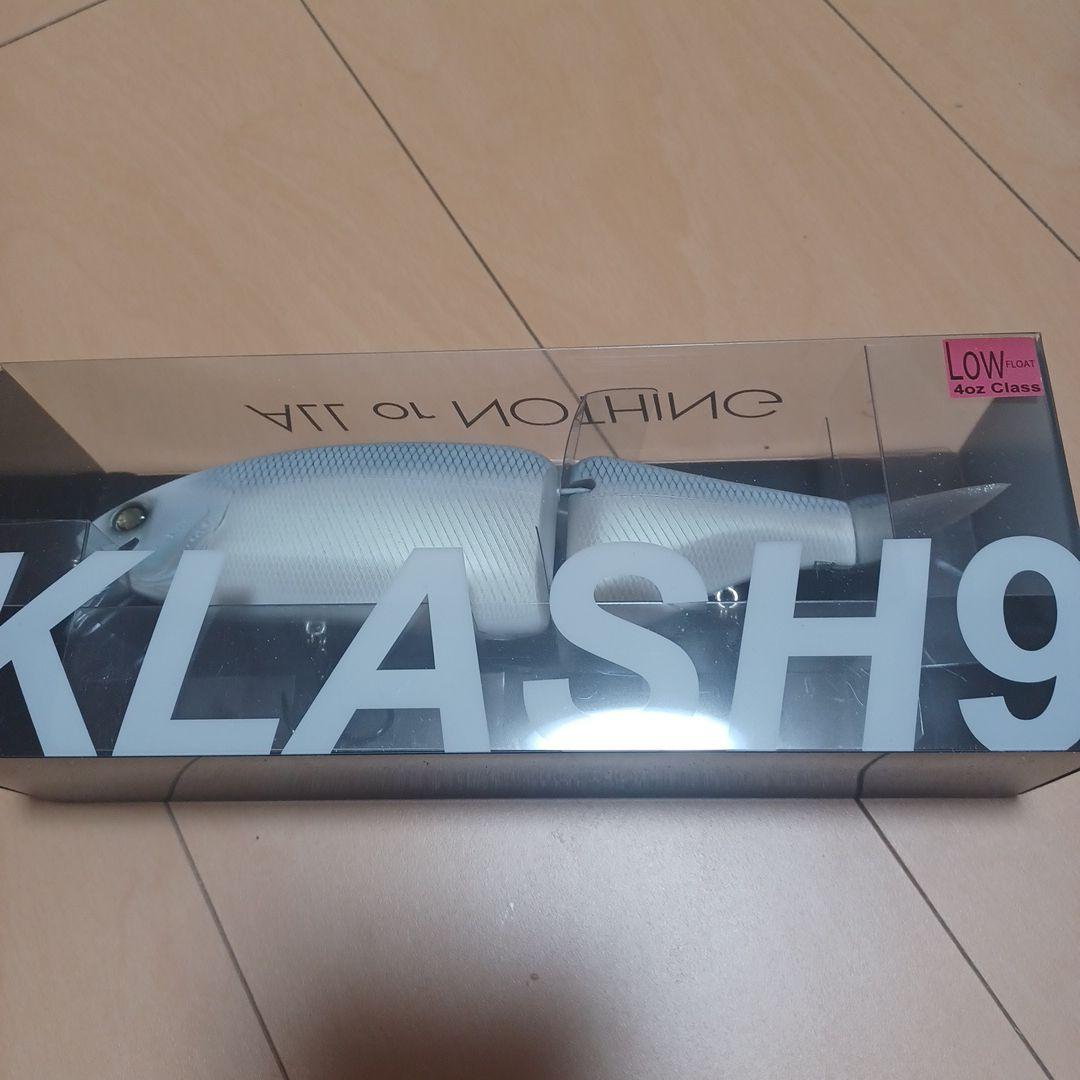 LOW FLOAT
4oz Class
ALL or NOTHING
KLASH9